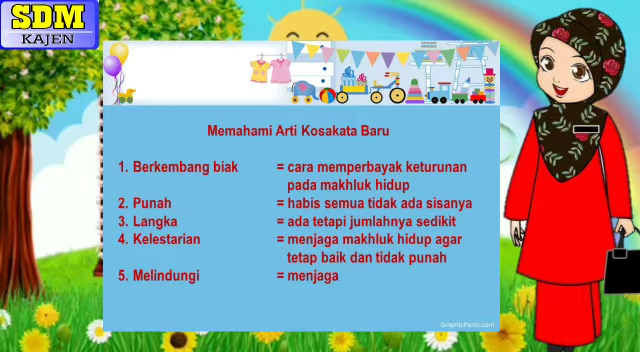 SDM
KAJEN
Memahami Arti Kosakata Baru
1. Berkembang biak = cara memperbayak keturunan
pada makhluk hidup
2. Punah = habis semua tidak ada sisanya
3. Langka = ada tetapi jumlahnya sedikit
4. Kelestarian = menjaga makhluk hidup agar
tetap baik dan tidak punah
5. Melindungi = menjaga
GraphicPanic.com